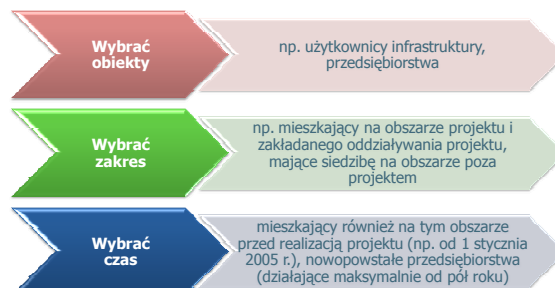 Wybrać
obiekty
np. użytkownicy infrastruktury,
przedsiębiorstwa
Wybrać
zakres
np. mieszkający na obszarze projektu i
zakładanego oddziaływania projektu,
mające siedzibę na obszarze poza
projektem
Wybrać
czas
mieszkający również na tym obszarze
przed realizacją projektu (np. od 1 stycznia
2005 r.), nowopowstałe przedsiębiorstwa
(działające maksymalnie od pół roku)